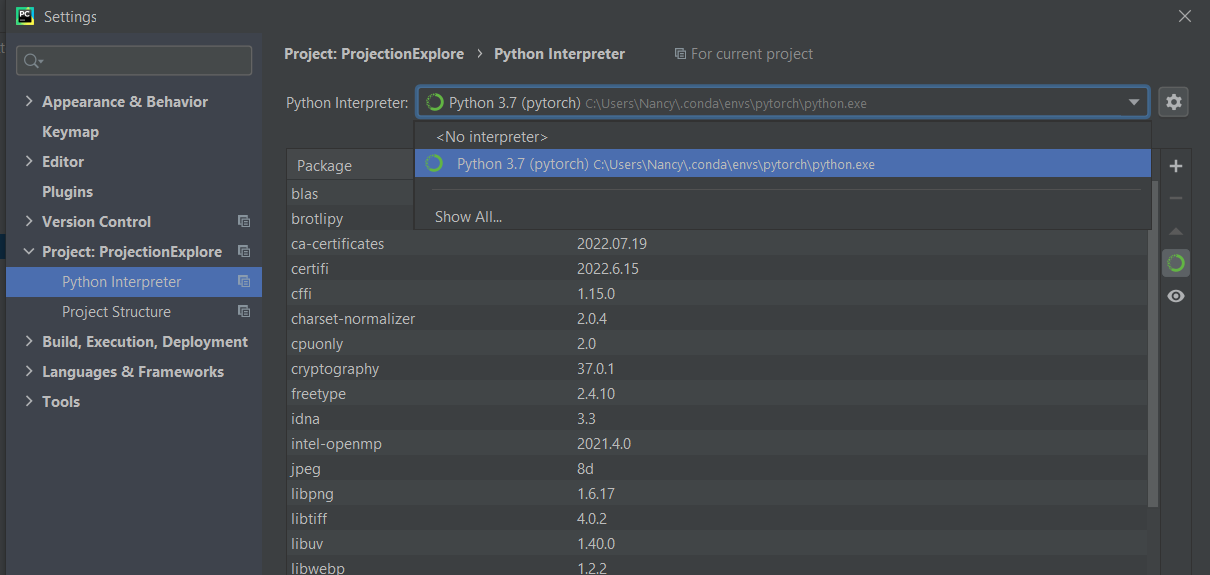 PC
Settings
Project: ProjectionExplore › Python Interpreter For current project
Appearance & Behavior
Keymap
Editor
Plugins
Version Control
Project: ProjectionExplore
Python Interpreter
Project Structure
Build, Execution, Deployment
Languages & Frameworks
Tools
Python Interpreter: Python 3.7 (pytorch) C:\Users\Nancy\.conda\envs\pytorch\python.exe
<No interpreter>
Python 3.7 (pytorch) C:\Users\Nancy\.conda\envs\pytorch\python.exe
Show All...
Package
blas
brotlipy
ca-certificates 2022.07.19
certifi 2022.6.15
cffi 1.15.0
charset-normalizer 2.0.4
cpuonly 2.0
cryptography 37.0.1
freetype 2.4.10
idna 3.3
intel-openmp 2021.4.0
jpeg 8d
libpng 1.6.17
libtiff 4.0.2
libuv 1.40.0
libwebp 1.2.2